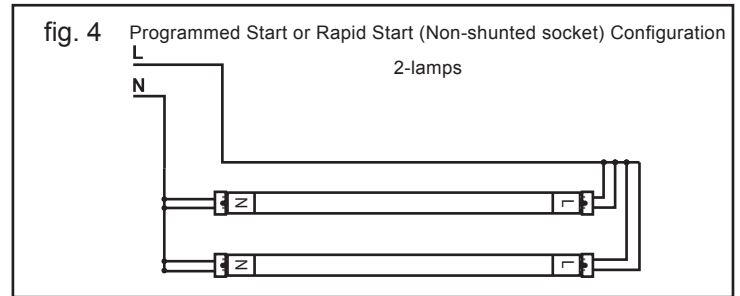 fig. 4 Programmed Start or Rapid Start (Non-shunted socket) Configuration
L
2-lamps
N
N L
N L